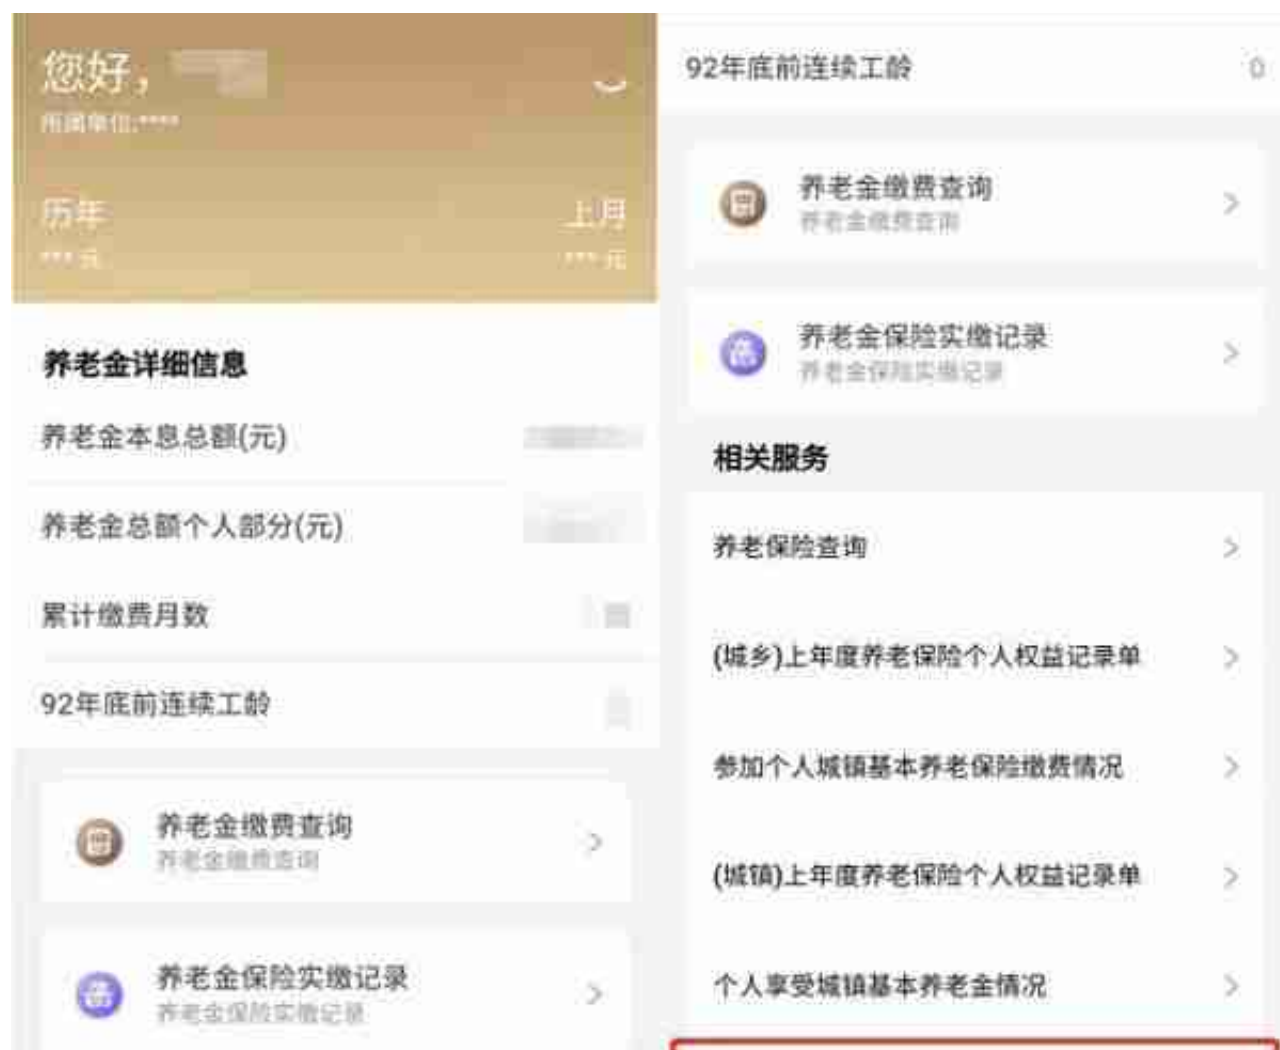 您好，
所属单位:****
历年
上月
*** 元
*** 元
养老金详细信息
养老金本息总额(元)
养老金总额个人部分(元)
累计缴费月数
92年底前连续工龄
养老金缴费查询
养老金缴费查询
养老金保险实缴记录
养老金保险实缴记录
92年底前连续工龄
0
养老金缴费查询
养老金缴费查询
养老金保险实缴记录
养老金保险实缴记录
相关服务
养老保险查询
(城乡)上年度养老保险个人权益记录单
参加个人城镇基本养老保险缴费情况
(城镇)上年度养老保险个人权益记录单
个人享受城镇基本养老金情况